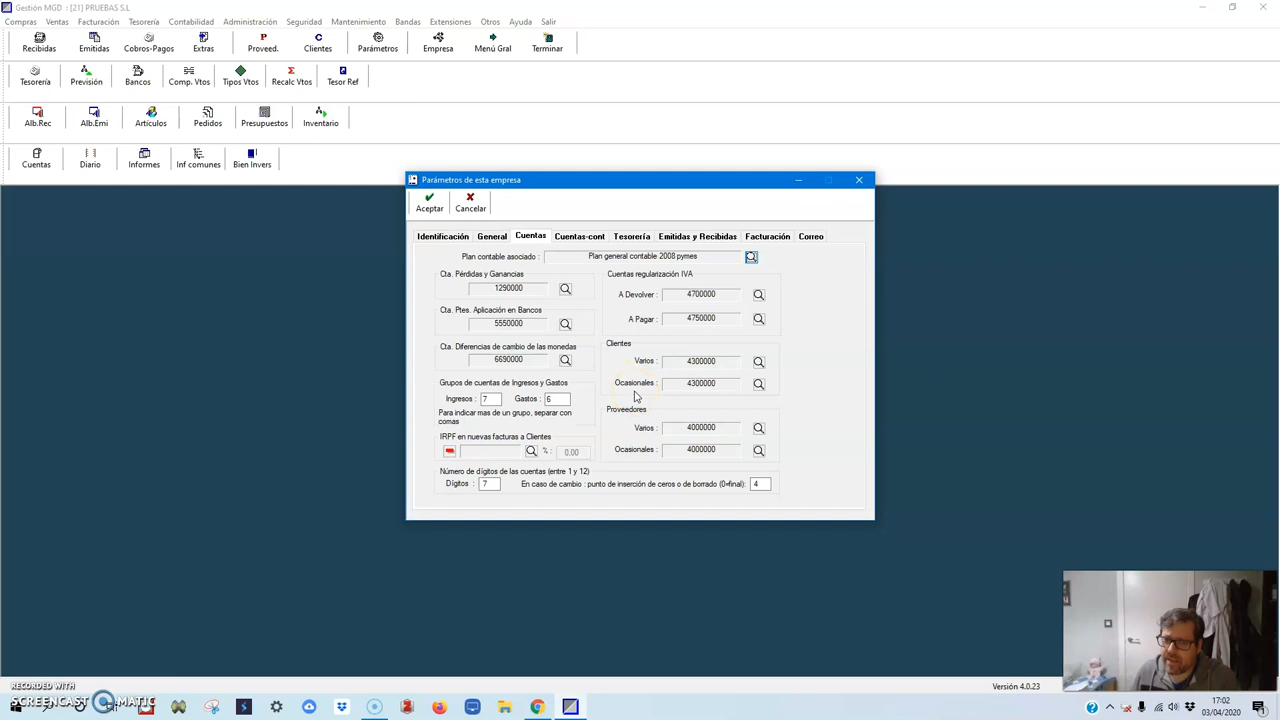 Gestión MGD : [21] PRUEBAS S.L
Compras Ventas Facturación Tesorería Contabilidad Administración Seguridad Mantenimiento Bandas Extensiones Otros Ayuda Salir
Recibidas Emitidas Cobros-Pagos Extras Proveed. Clientes Parámetros Empresa Menú Gral Terminar
Tesorería Previsión Bancos Comp. Vtos Tipos Vtos Recalc Vtos Tesor Ref
Alb.Rec Alb.Emi Artículos Pedidos Presupuestos Inventario
Cuentas Diario Informes Inf comunes Bien Invers
Parámetros de esta empresa
Aceptar Cancelar
Identificación General Cuentas Cuentas-cont Tesorería Emitidas y Recibidas Facturación Correo
Plan contable asociado : Plan general contable 2008 pymes
Cta. Pérdidas y Ganancias
1290000
Cta. Ptes. Aplicación en Bancos
5550000
Cta. Diferencias de cambio de las monedas
6690000
Grupos de cuentas de Ingresos y Gastos
Ingresos : 7 Gastos : 6
Para indicar mas de un grupo, separar con
comas
IRPF en nuevas facturas a Clientes
% : 0.00
Cuentas regularización IVA
A Devolver : 4700000
A Pagar : 4750000
Clientes
Varios : 4300000
Ocasionales : 4300000
Proveedores
Varios : 4000000
Ocasionales : 4000000
Número de dígitos de las cuentas (entre 1 y 12)
Dígitos : 7 En caso de cambio : punto de inserción de ceros o de borrado (0=final): 4
Versión 4.0.23
RECORDED WITH
SCREENCAST MATIC
17:02
03/04/2020